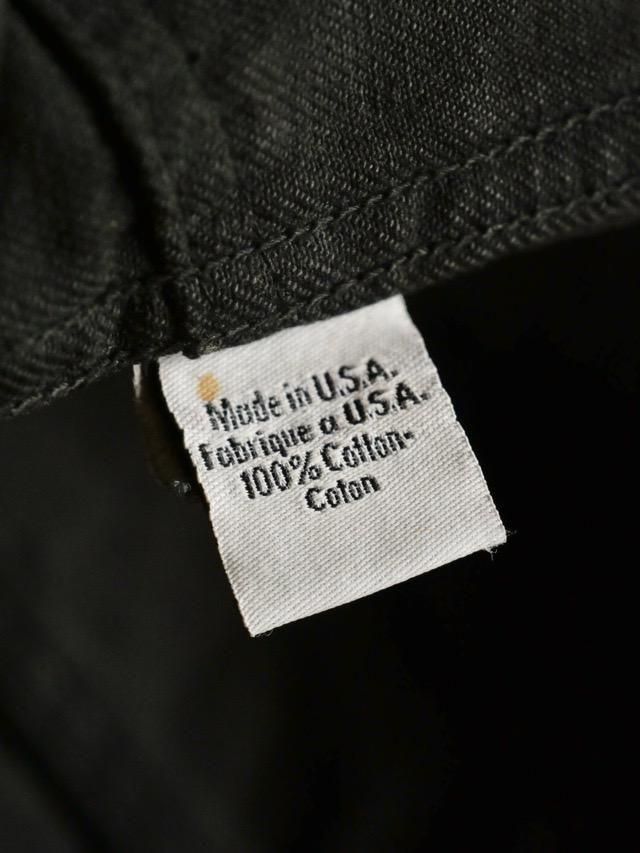 Made in U.S.A.
Fabrique a U.S.A.
100% Cotton-
Coton